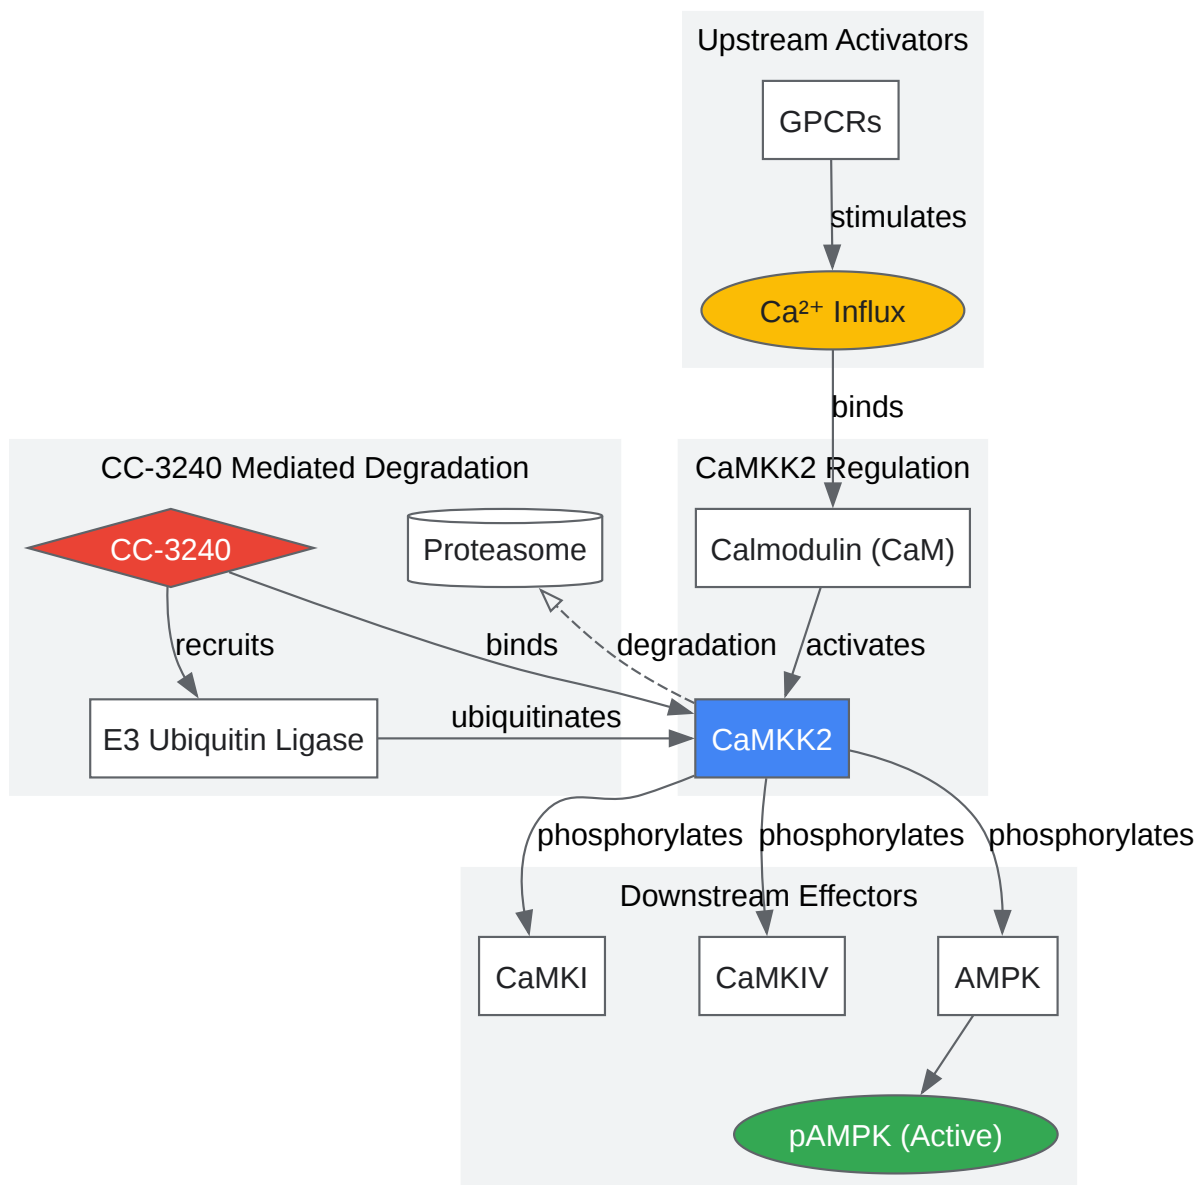 Upstream Activators
GPCRs
stimulates
Ca²⁺ Influx
binds
CC-3240 Mediated Degradation
CaMKK2 Regulation
CC-3240
Proteasome
Calmodulin (CaM)
recruits
binds
degradation
activates
ubiquitinates
E3 Ubiquitin Ligase
CaMKK2
phosphorylates
phosphorylates
phosphorylates
Downstream Effectors
CaMKI
CaMKIV
AMPK
pAMPK (Active)